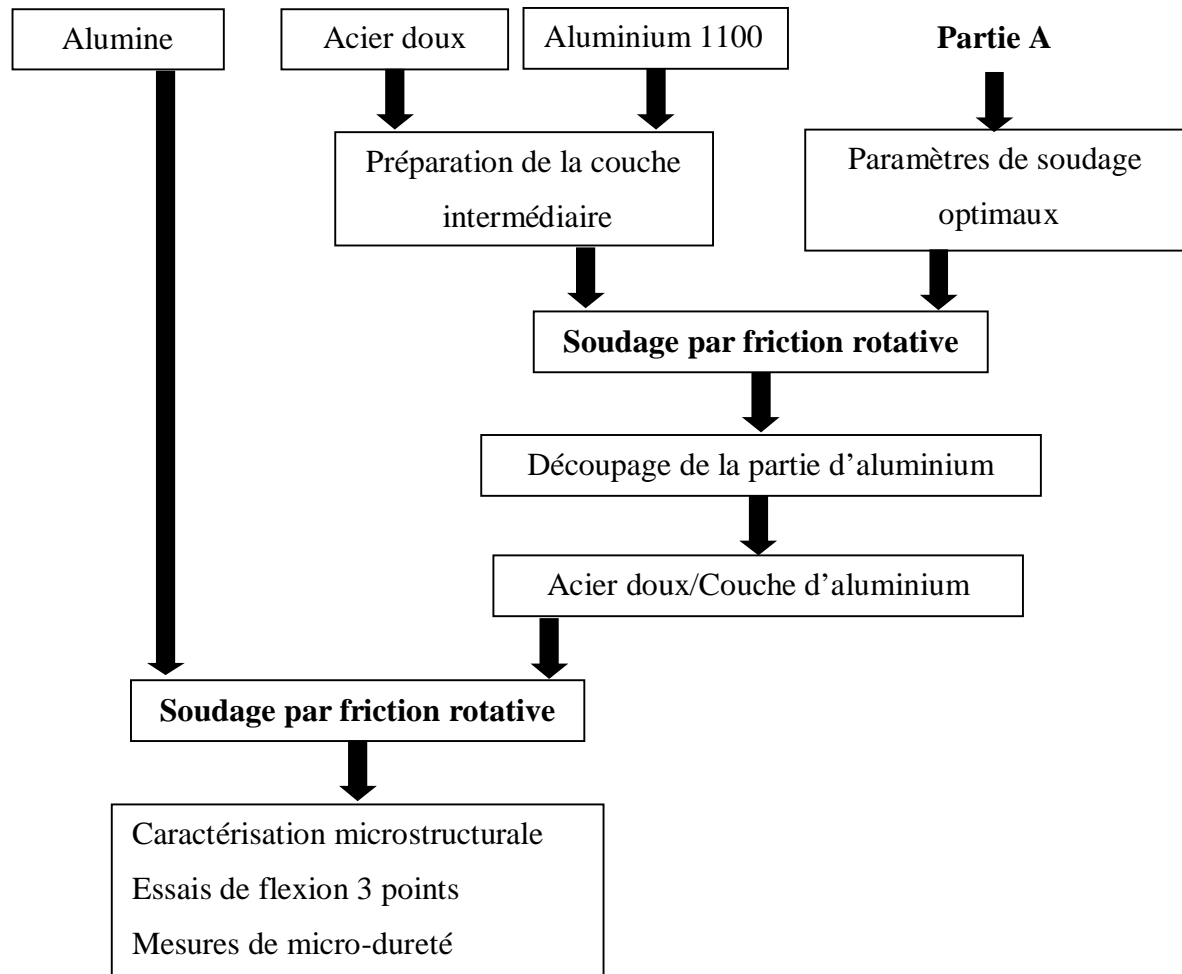 Alumine
Acier doux
Aluminium 1100
Partie A
Préparation de la couche
intermédiaire
Paramètres de soudage
optimaux
Soudage par friction rotative
Découpage de la partie d’aluminium
Acier doux/Couche d’aluminium
Soudage par friction rotative
Caractérisation microstructurale
Essais de flexion 3 points
Mesures de micro-dureté